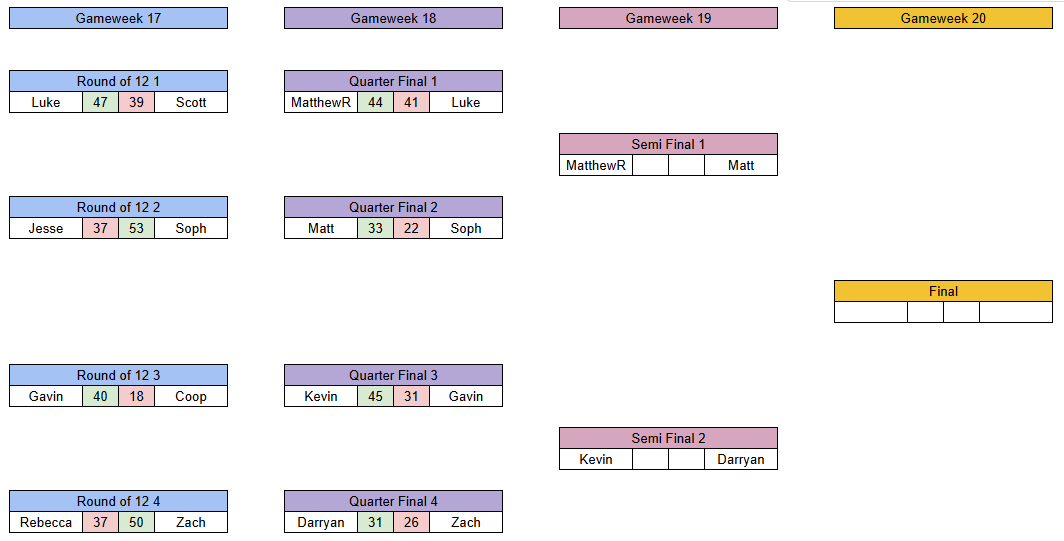 Gameweek 17
Gameweek 18
Gameweek 19
Gameweek 20
Round of 12 1
Luke 47 39 Scott
Quarter Final 1
MatthewR 44 41 Luke
Semi Final 1
MatthewR Matt
Round of 12 2
Jesse 37 53 Soph
Quarter Final 2
Matt 33 22 Soph
Final
Round of 12 3
Gavin 40 18 Coop
Quarter Final 3
Kevin 45 31 Gavin
Semi Final 2
Kevin Darryan
Round of 12 4
Rebecca 37 50 Zach
Quarter Final 4
Darryan 31 26 Zach